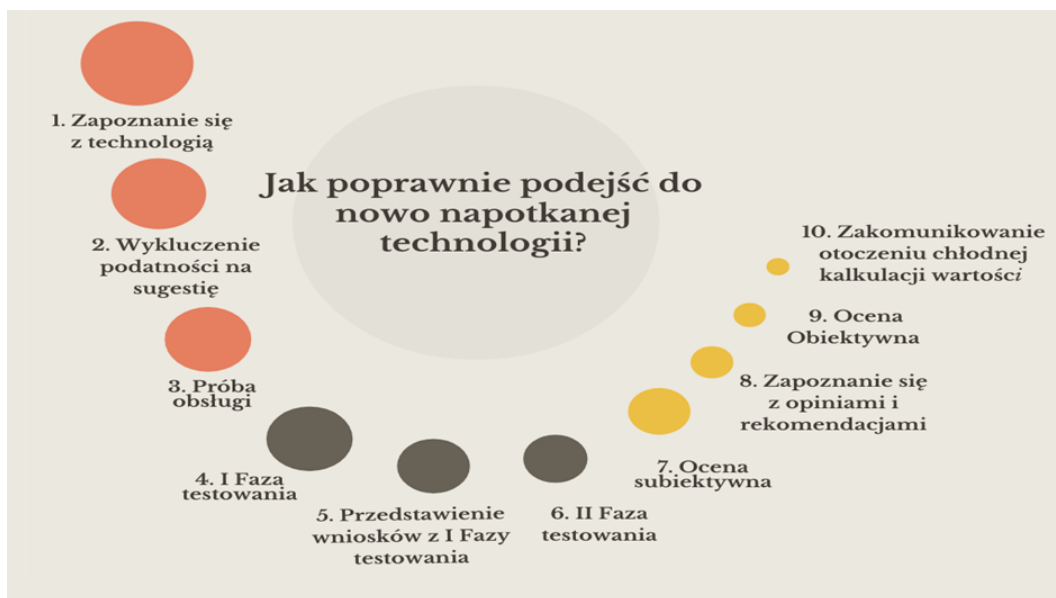 Jak poprawnie podejść do
nowo napotkanej
technologii?
1. Zapoznanie się
z technologią
2. Wykluczenie
podatności na
sugestię
3. Próba
obsługi
4. I Faza
testowania
5. Przedstawienie
wniosków z I Fazy
testowania
6. II Faza
testowania
7. Ocena
subiektywna
8. Zapoznanie się
z opiniami i
rekomendacjami
9. Ocena
Obiektywna
10. Zakomunikowanie
otoczeniu chłodnej
kalkulacji wartości